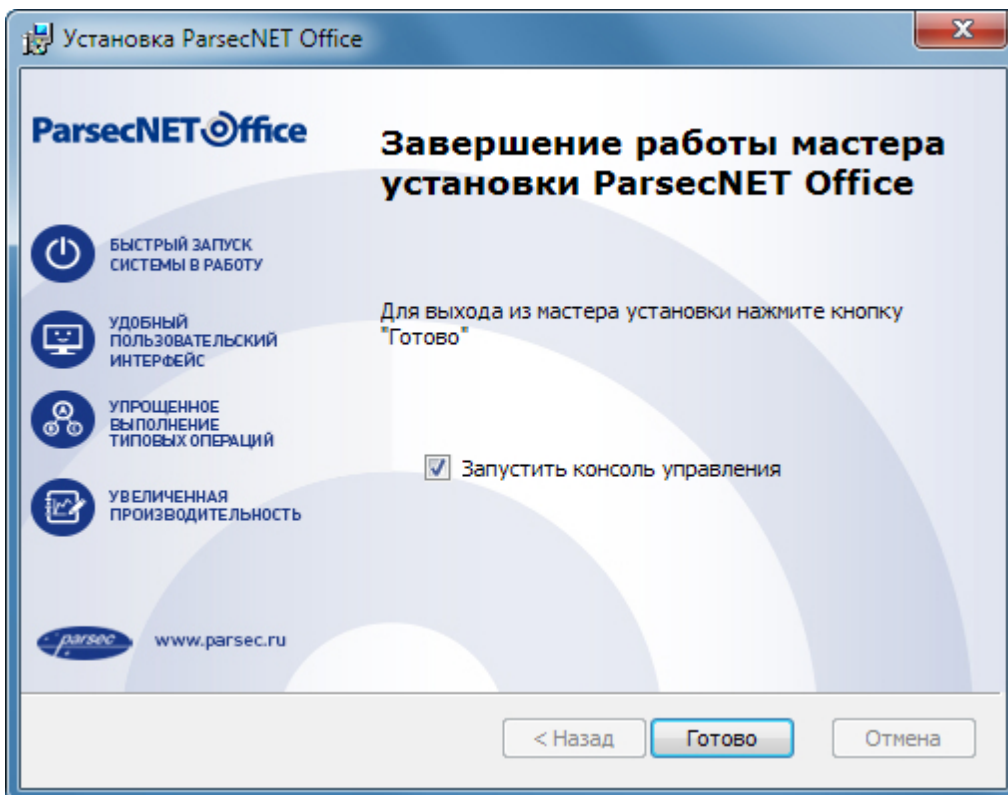 Установка ParsecNET Office
ParsecNET Office
Завершение работы мастера
установки ParsecNET Office
БЫСТРЫЙ ЗАПУСК
СИСТЕМЫ В РАБОТУ
УДОБНЫЙ
ПОЛЬЗОВАТЕЛЬСКИЙ
ИНТЕРФЕЙС
УПРОЩЕННОЕ
ВЫПОЛНЕНИЕ
ТИПОВЫХ ОПЕРАЦИЙ
УВЕЛИЧЕННАЯ
ПРОИЗВОДИТЕЛЬНОСТЬ
Для выхода из мастера установки нажмите кнопку
"Готово"
Запустить консоль управления
parsec www.parsec.ru
< Назад Готово Отмена